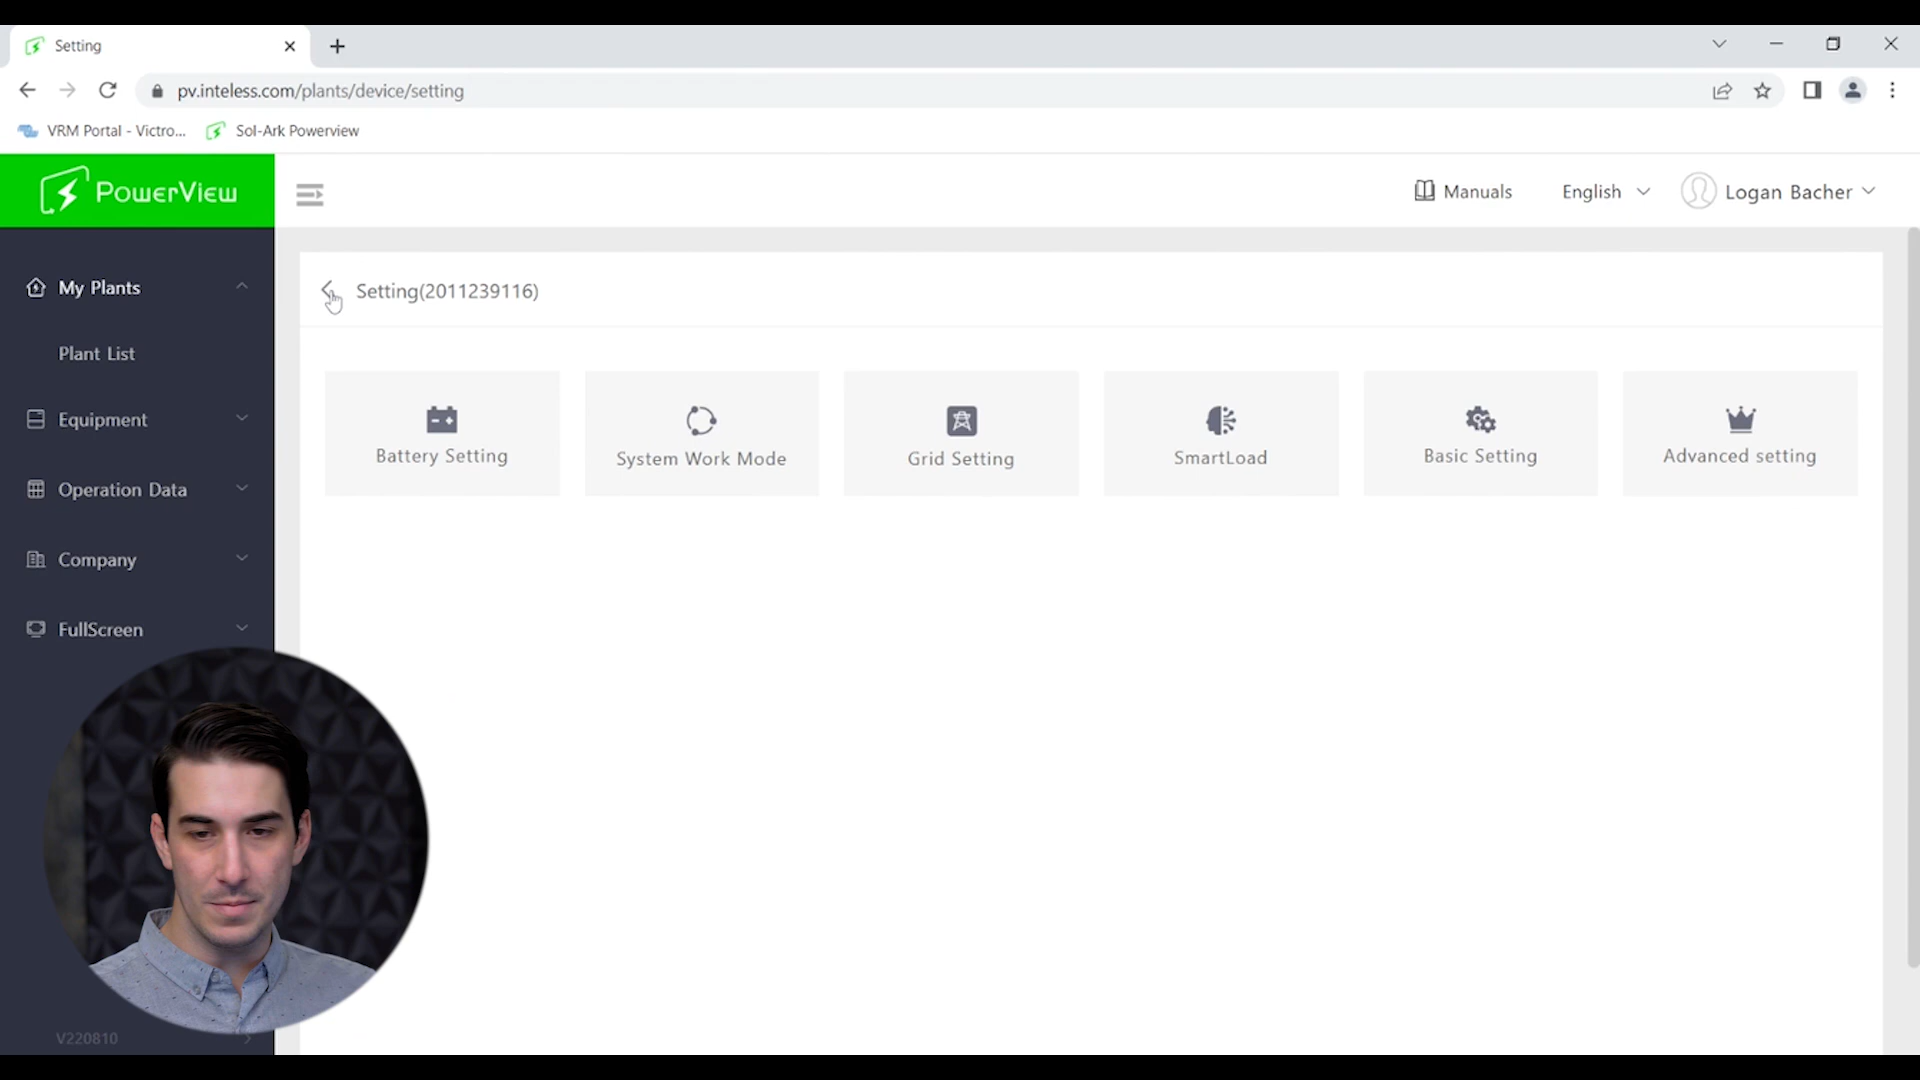 Setting
pv.inteless.com/plants/device/setting
VRM Portal - Victro...
Sol-Ark Powerview
PowerView
Manuals
English
Logan Bacher
My Plants
Plant List
Equipment
Operation Data
Company
FullScreen
V220810
Setting(2011239116)
Battery Setting
System Work Mode
Grid Setting
SmartLoad
Basic Setting
Advanced setting